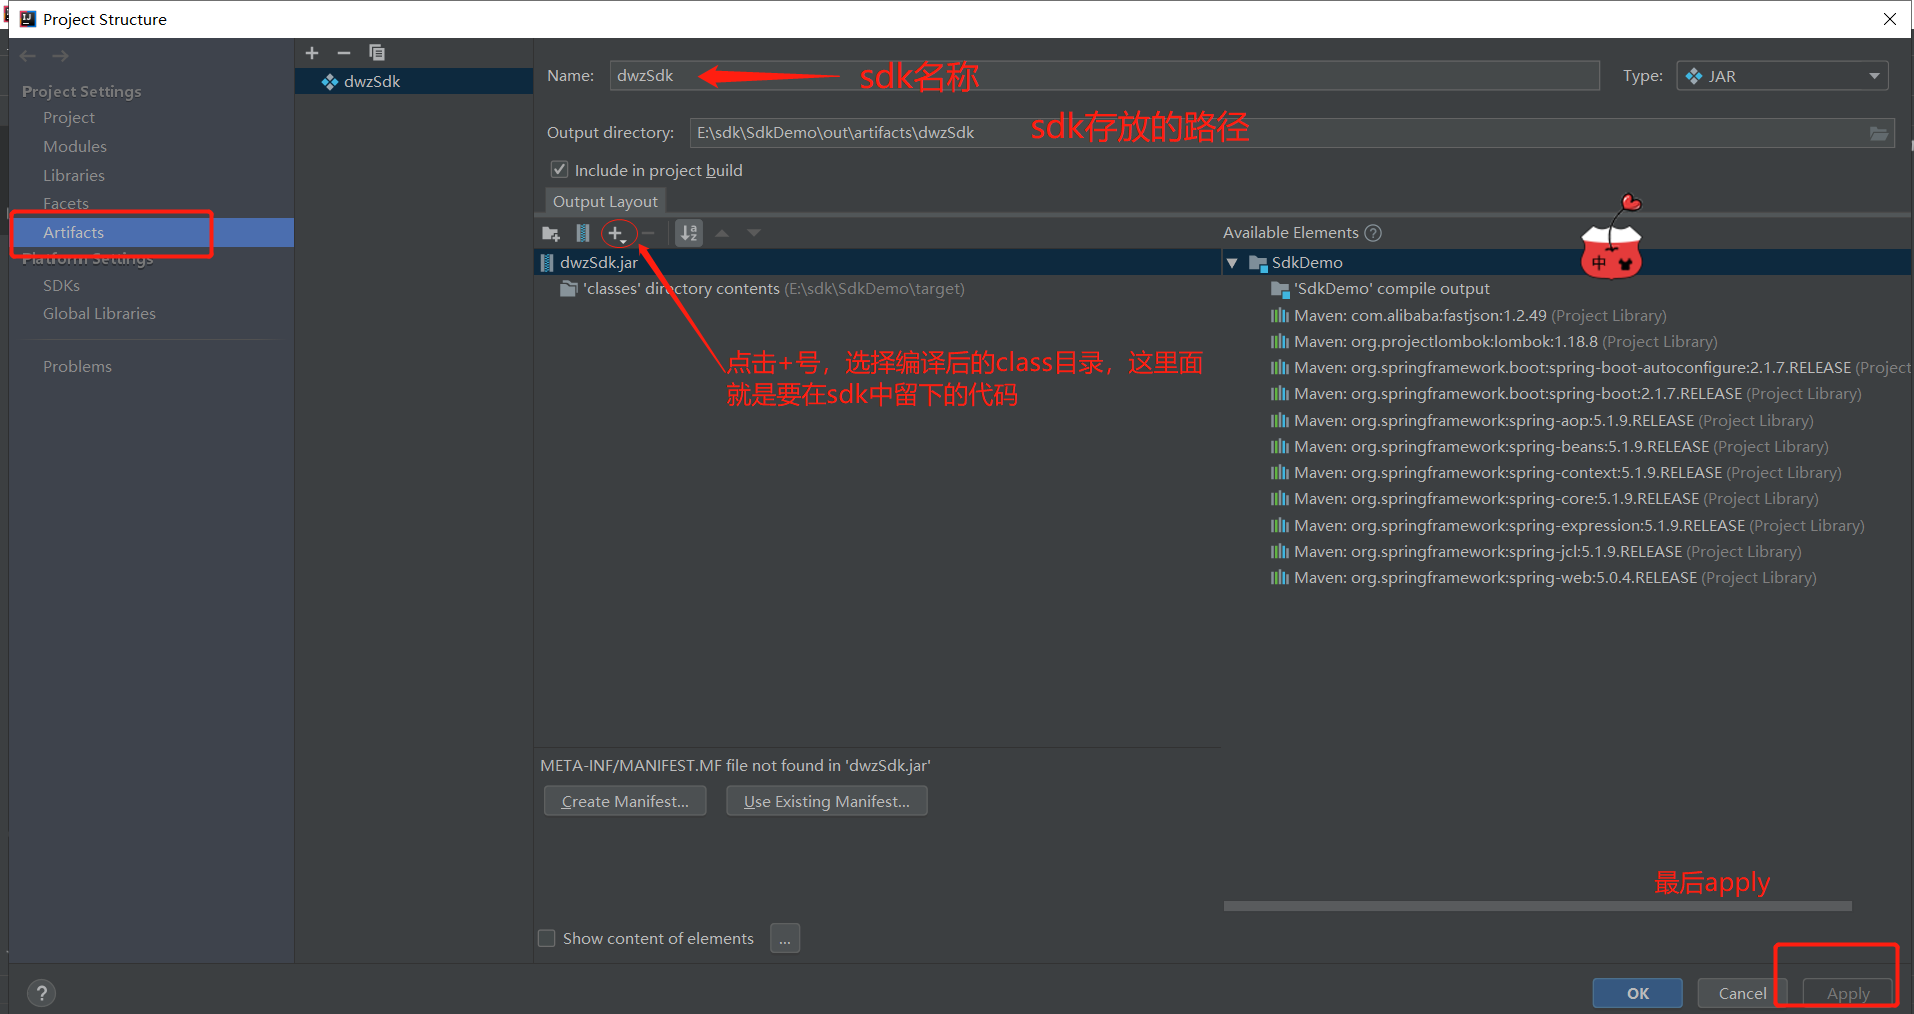 Project Structure
Project Settings
Project
Modules
Libraries
Facets
Artifacts
Platform Settings
SDKs
Global Libraries
Problems
dwzSdk
Name: dwzSdk
sdk名称
Type: JAR
Output directory: E:\sdk\SdkDemo\out\artifacts\dwzSdk
sdk存放的路径
Include in project build
Output Layout
Available Elements
dwzSdk.jar
'classes' directory contents (E:\sdk\SdkDemo\target)
点击+号，选择编译后的class目录，这里面
就是要在sdk中留下的代码
SdkDemo
'SdkDemo' compile output
Maven: com.alibaba:fastjson:1.2.49 (Project Library)
Maven: org.projectlombok:lombok:1.18.8 (Project Library)
Maven: org.springframework.boot:spring-boot-autoconfigure:2.1.7.RELEASE (Project
Maven: org.springframework.boot:spring-boot:2.1.7.RELEASE (Project Library)
Maven: org.springframework:spring-aop:5.1.9.RELEASE (Project Library)
Maven: org.springframework:spring-beans:5.1.9.RELEASE (Project Library)
Maven: org.springframework:spring-context:5.1.9.RELEASE (Project Library)
Maven: org.springframework:spring-core:5.1.9.RELEASE (Project Library)
Maven: org.springframework:spring-expression:5.1.9.RELEASE (Project Library)
Maven: org.springframework:spring-jcl:5.1.9.RELEASE (Project Library)
Maven: org.springframework:spring-web:5.0.4.RELEASE (Project Library)
中
META-INF/MANIFEST.MF file not found in 'dwzSdk.jar'
Create Manifest...
Use Existing Manifest...
最后apply
Show content of elements
...
?
OK
Cancel
Apply